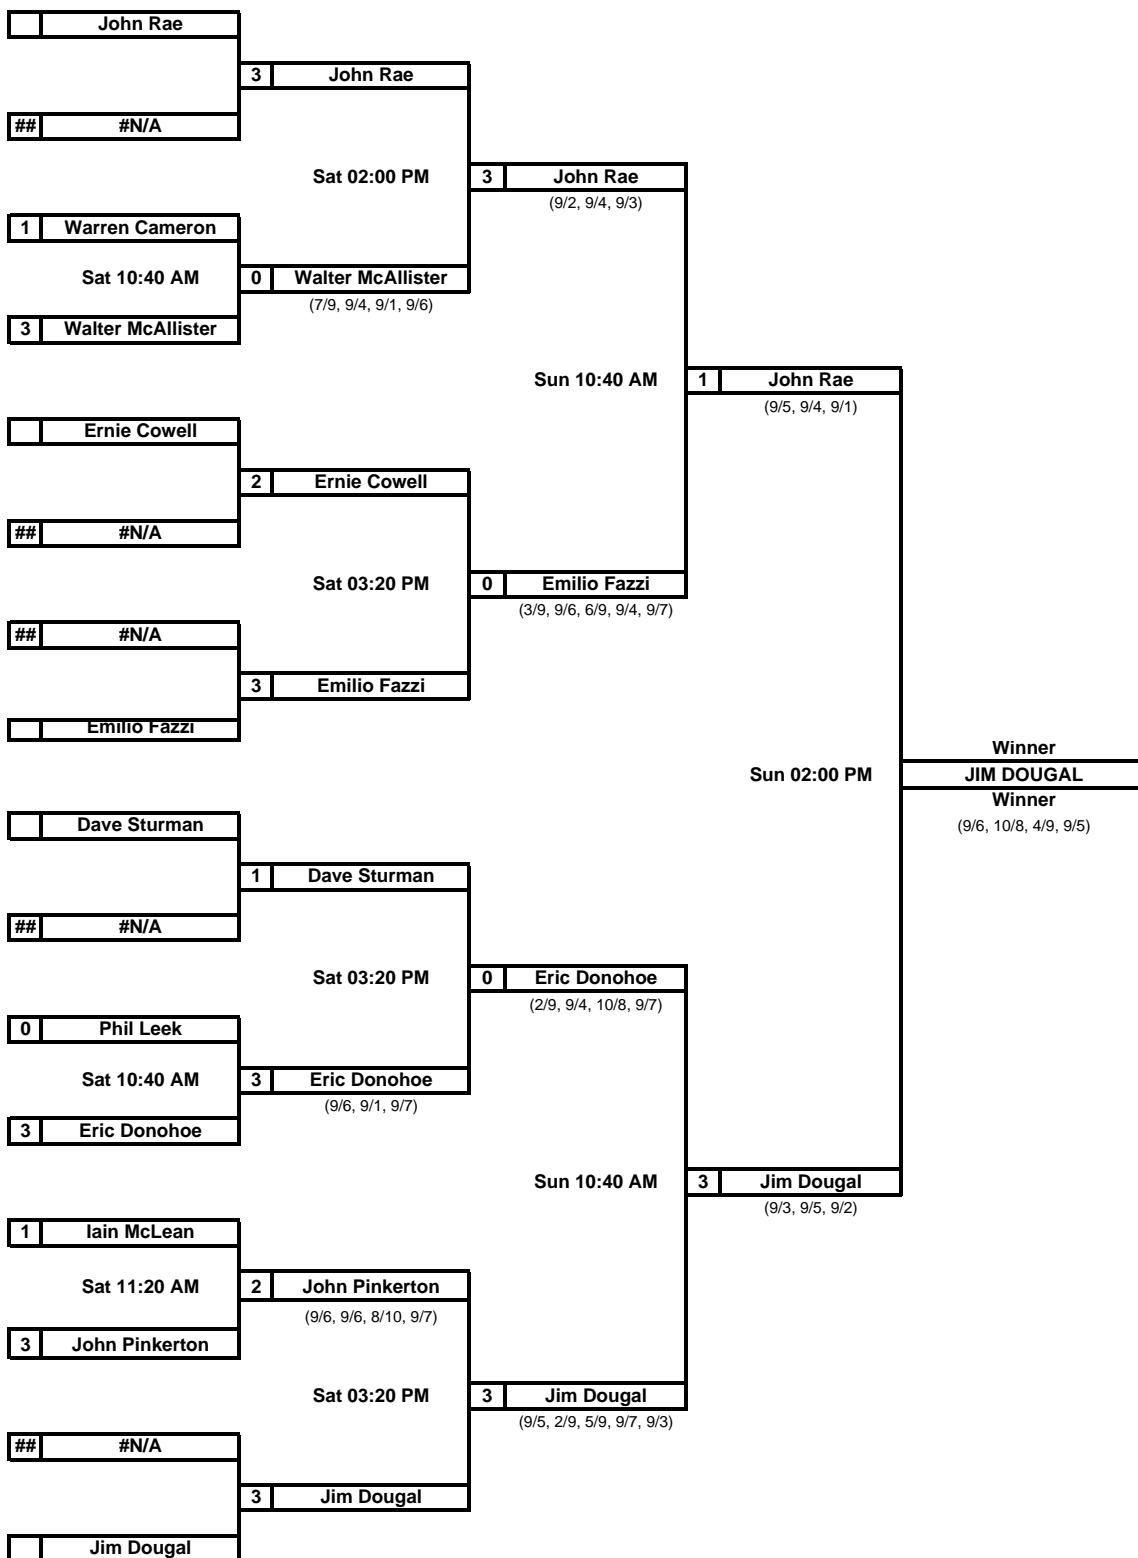 John Rae
3 John Rae
## #N/A
Sat 02:00 PM 3 John Rae
(9/2, 9/4, 9/3)
1 Warren Cameron
Sat 10:40 AM 0 Walter McAllister
(7/9, 9/4, 9/1, 9/6)
3 Walter McAllister
Sun 10:40 AM 1 John Rae
(9/5, 9/4, 9/1)
Ernie Cowell
2 Ernie Cowell
## #N/A
Sat 03:20 PM 0 Emilio Fazzi
(3/9, 9/6, 6/9, 9/4, 9/7)
## #N/A
3 Emilio Fazzi
Emilio Fazzi
Winner
Sun 02:00 PM JIM DOUGAL
Winner
(9/6, 10/8, 4/9, 9/5)
Dave Sturman
1 Dave Sturman
## #N/A
Sat 03:20 PM 0 Eric Donohoe
(2/9, 9/4, 10/8, 9/7)
0 Phil Leek
Sat 10:40 AM 3 Eric Donohoe
(9/6, 9/1, 9/7)
3 Eric Donohoe
Sun 10:40 AM 3 Jim Dougal
(9/3, 9/5, 9/2)
1 Iain McLean
Sat 11:20 AM 2 John Pinkerton
(9/6, 9/6, 8/10, 9/7)
3 John Pinkerton
Sat 03:20 PM 3 Jim Dougal
(9/5, 2/9, 5/9, 9/7, 9/3)
## #N/A
3 Jim Dougal
Jim Dougal